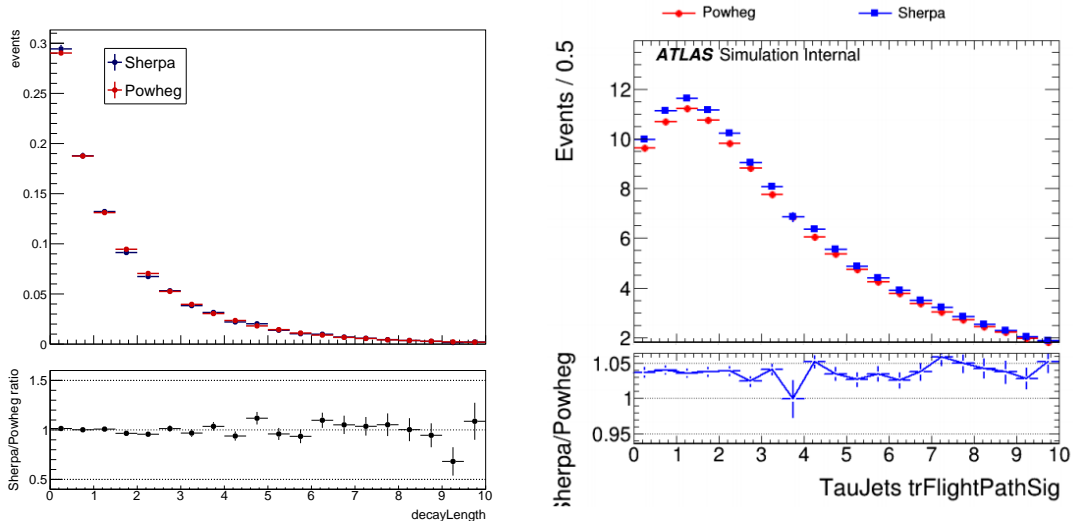 events
Sherpa
Powheg
0.3
0.25
0.2
0.15
0.1
0.05
0
Sherpa/Powheg ratio
1.5
1
0.5
0 1 2 3 4 5 6 7 8 9 10
decayLength
Powheg
Sherpa
Events / 0.5
ATLAS Simulation Internal
12
10
8
6
4
2
Sherpa/Powheg
1.05
1
0.95
0 1 2 3 4 5 6 7 8 9 10
TauJets trFlightPathSig